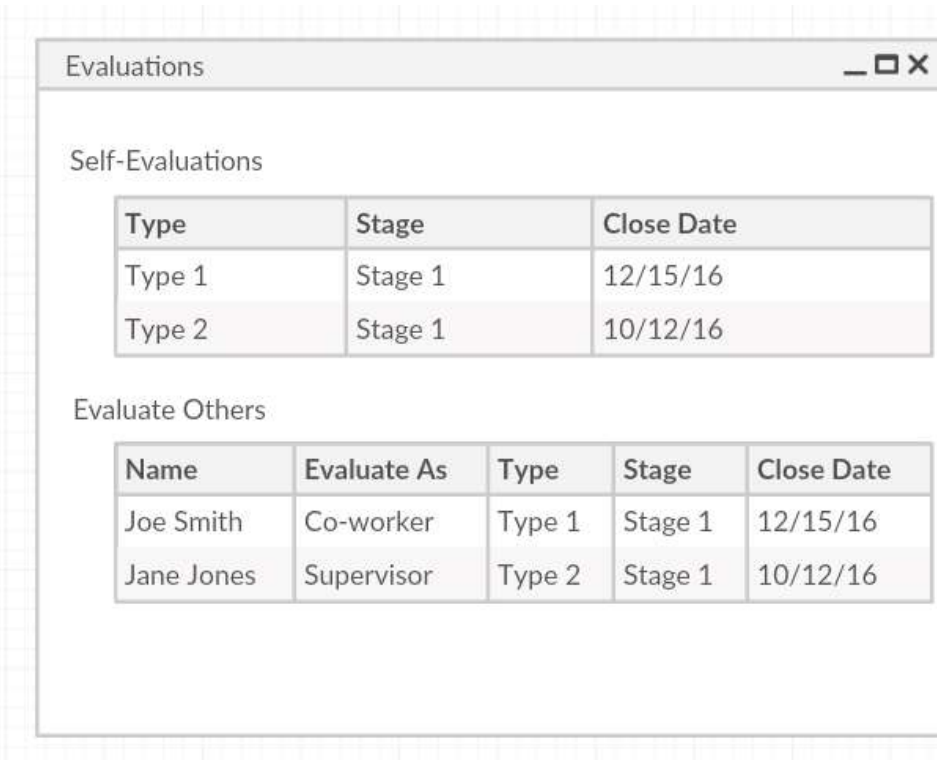 Evaluations
Self-Evaluations
Type Stage Close Date
Type 1 Stage 1 12/15/16
Type 2 Stage 1 10/12/16
Evaluate Others
Name Evaluate As Type Stage Close Date
Joe Smith Co-worker Type 1 Stage 1 12/15/16
Jane Jones Supervisor Type 2 Stage 1 10/12/16